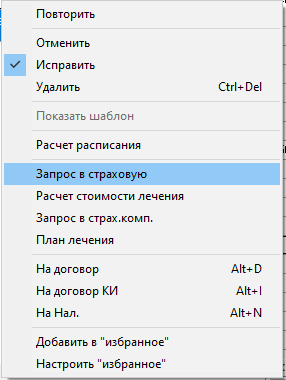 Повторить
Отменить
Исправить
Удалить Ctrl+Del
Показать шаблон
Расчет расписания
Запрос в страховую
Расчет стоимости лечения
Запрос в страх.комп.
План лечения
На договор Alt+D
На договор КИ Alt+I
На Нал. Alt+N
Добавить в "избранное"
Настроить "избранное"